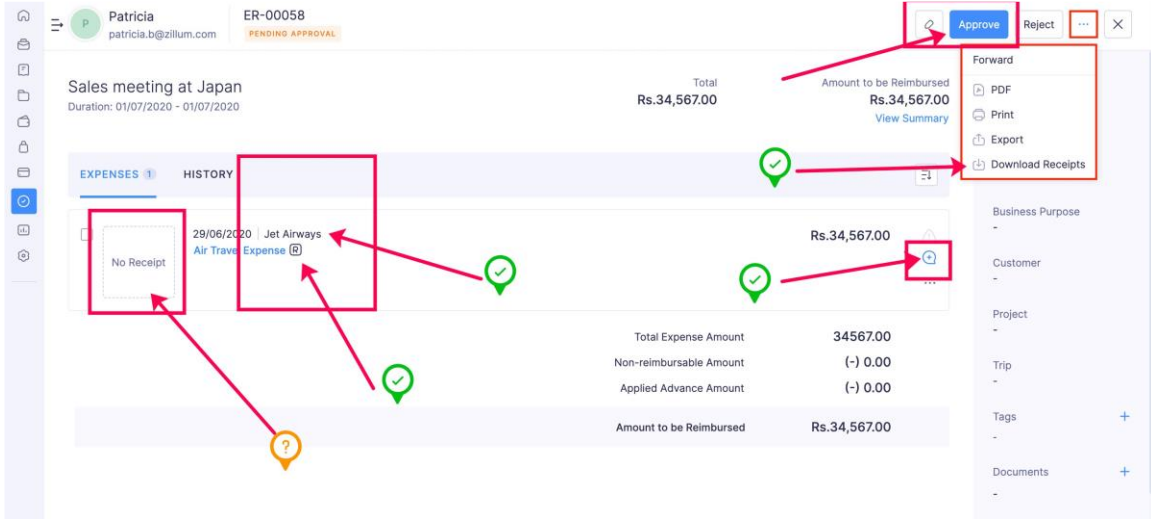 P
Patricia
patricia.b@zillum.com
ER-00058
PENDING APPROVAL
Approve
Reject
Forward
PDF
Print
Export
Download Receipts
Sales meeting at Japan
Duration: 01/07/2020 - 01/07/2020
Total
Rs.34,567.00
Amount to be Reimbursed
Rs.34,567.00
View Summary
EXPENSES 1
HISTORY
No Receipt
29/06/2020 | Jet Airways
Air Travel Expense R
Rs.34,567.00
Total Expense Amount 34567.00
Non-reimbursable Amount (-) 0.00
Applied Advance Amount (-) 0.00
Amount to be Reimbursed Rs.34,567.00
?
Business Purpose
-
Customer
-
Project
-
Trip
-
Tags +
-
Documents +
-